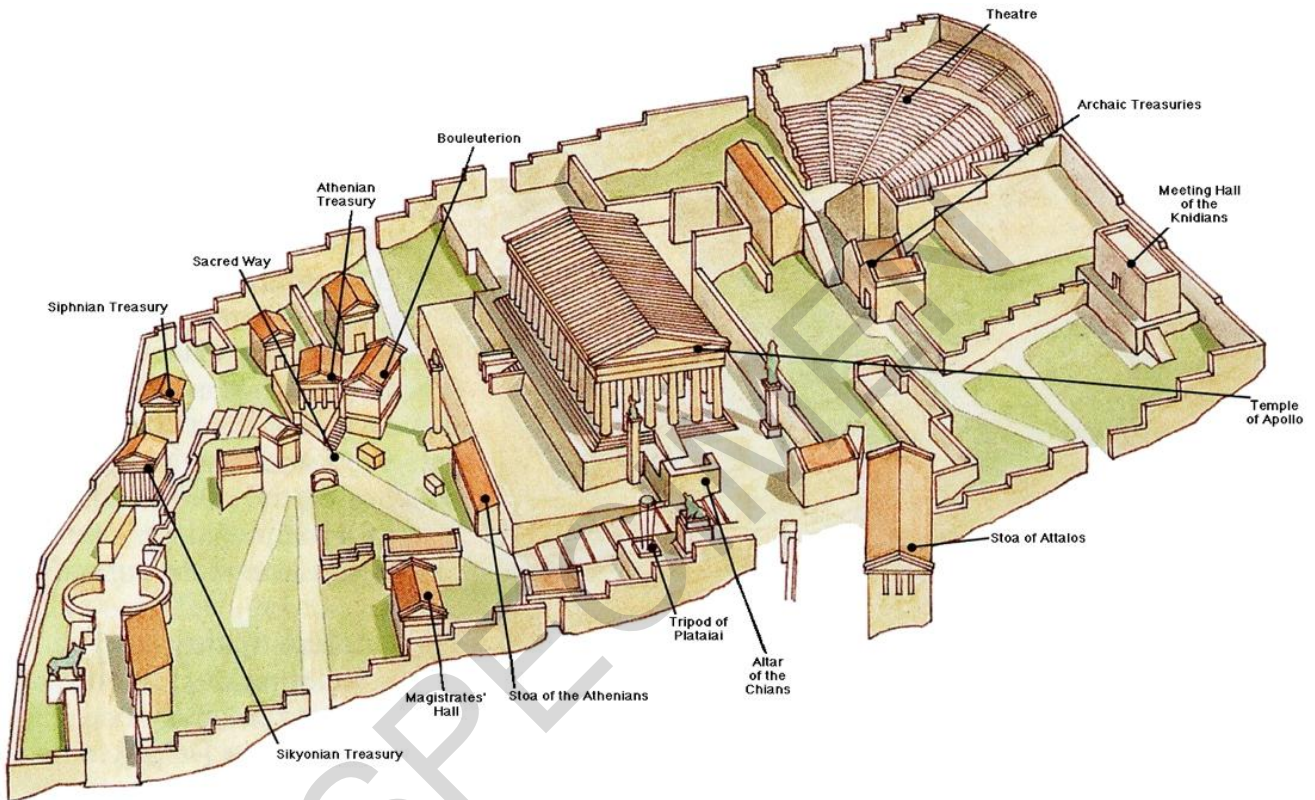 Theatre
Archaic Treasuries
Bouleuterion
Meeting Hall
of the
Knidians
Athenian
Treasury
Sacred Way
Siphnian Treasury
Temple
of Apollo
Stoa of Attalos
Tripod of
Plataiai
Altar
of the
Chians
Magistrates'
Hall
Stoa of the Athenians
Sikyonian Treasury
SPECIMEN